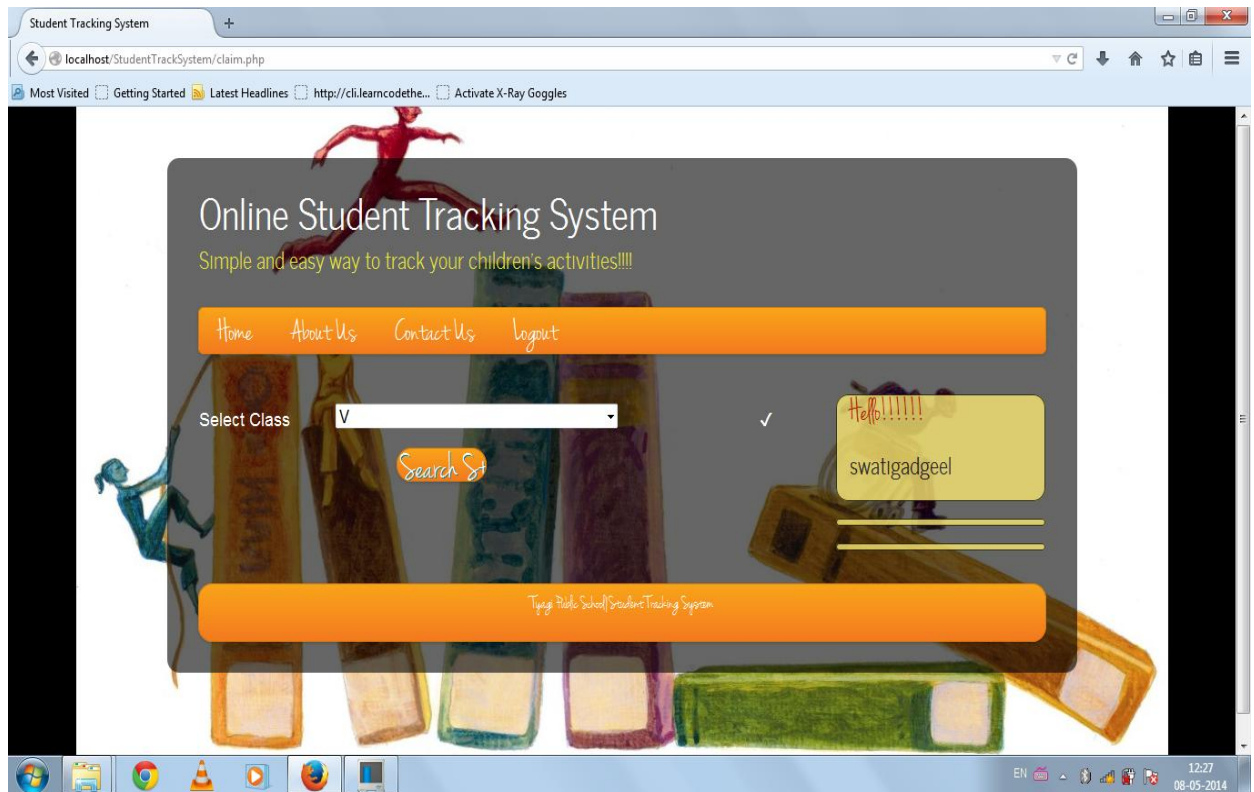 Student Tracking System
localhost/StudentTrackSystem/claim.php
Most Visited Getting Started Latest Headlines http://cli.learncodethe... Activate X-Ray Goggles
Online Student Tracking System
Simple and easy way to track your children's activities!!!!
Home About Us Contact Us Logout
Select Class V
Hello!!!!!!
swatigadgeel
Search St
Tyagi Public School|Student Tracking System
EN 12:27
08-05-2014